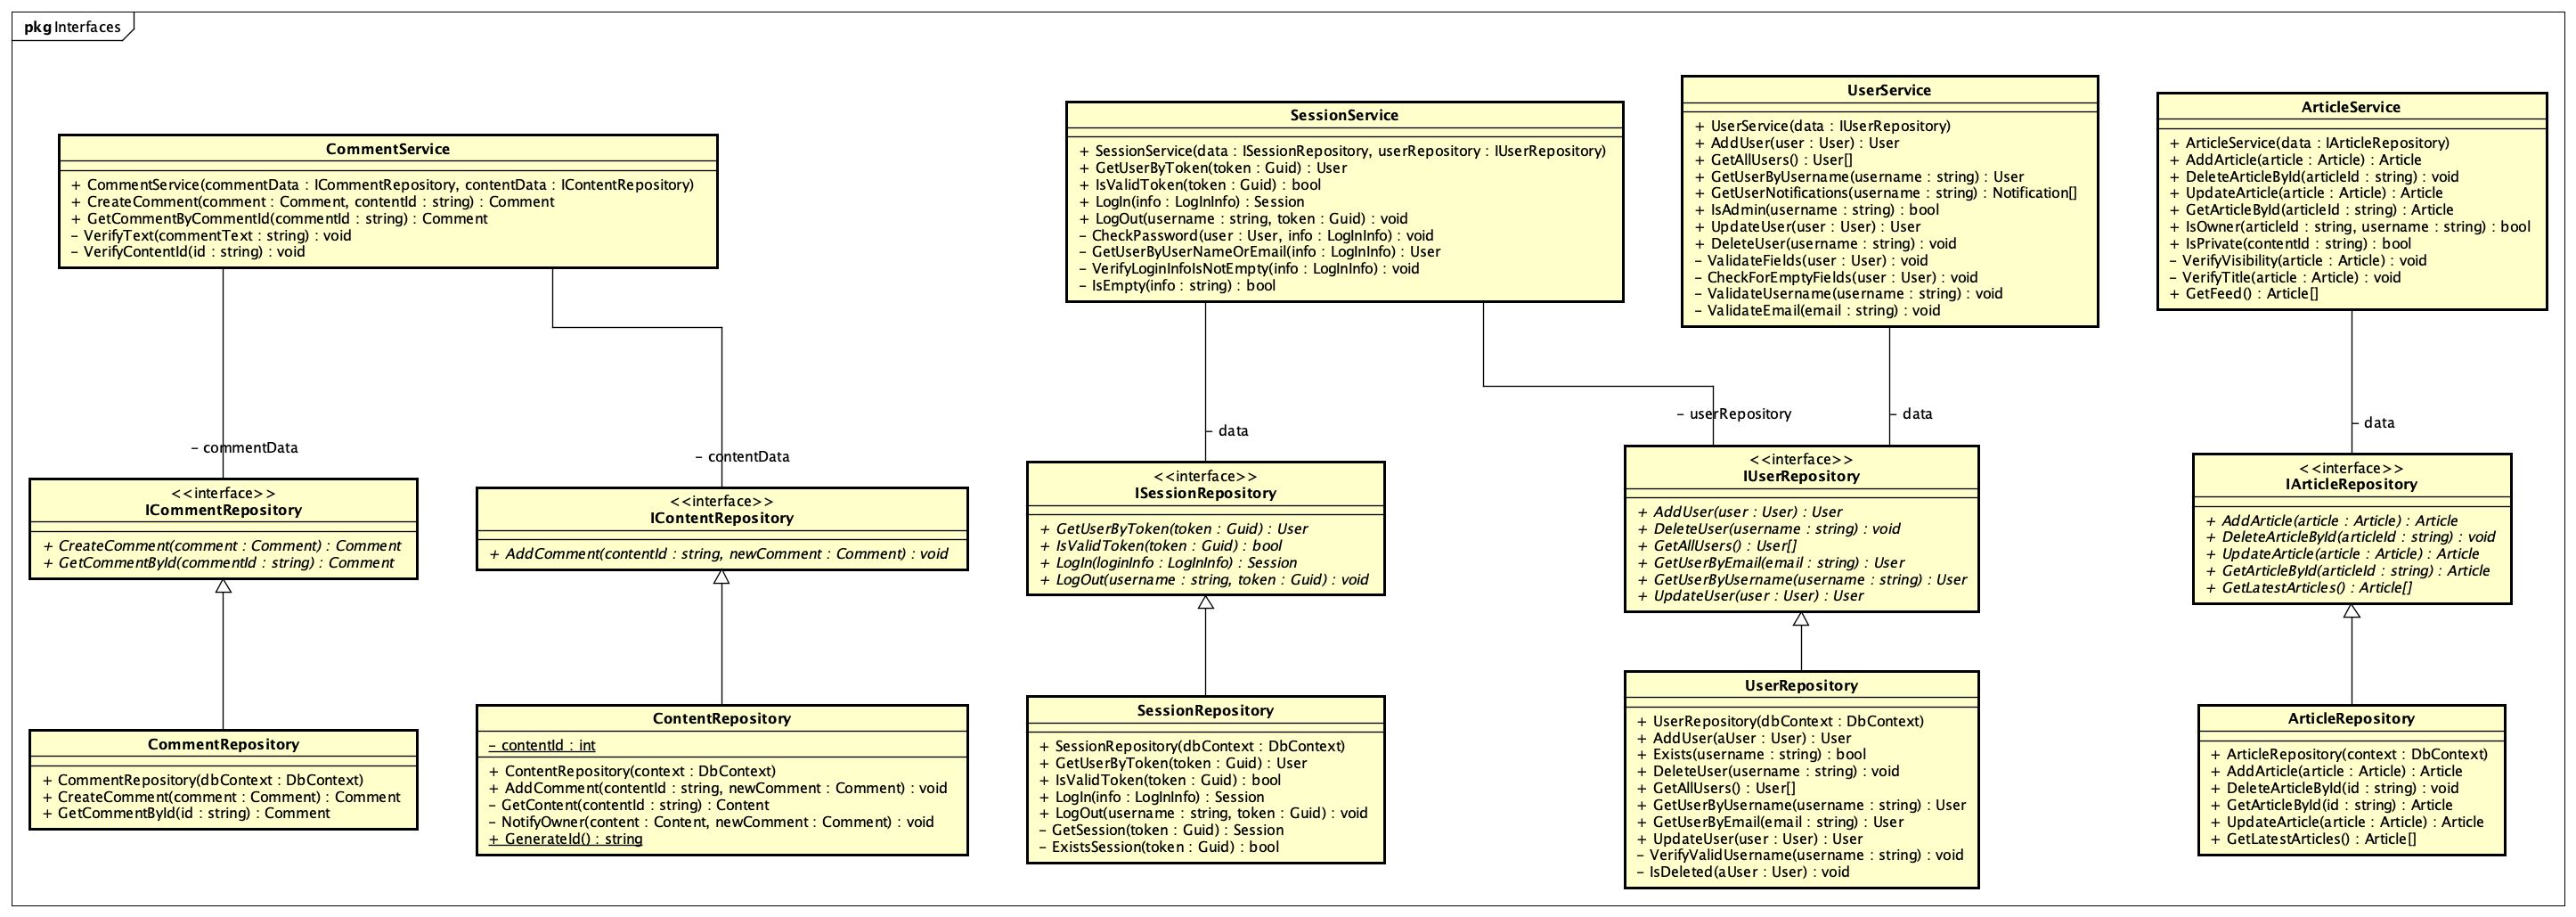 pkg Interfaces
CommentService
+ CommentService(commentData : ICommentRepository, contentData : IContentRepository)
+ CreateComment(comment : Comment, contentId : string) : Comment
+ GetCommentByCommentId(commentId : string) : Comment
– VerifyText(commentText : string) : void
– VerifyContentId(id : string) : void
SessionService
+ SessionService(data : ISessionRepository, userRepository : IUserRepository)
+ GetUserByToken(token : Guid) : User
+ IsValidToken(token : Guid) : bool
+ LogIn(info : LogInInfo) : Session
+ LogOut(username : string, token : Guid) : void
– CheckPassword(user : User, info : LogInInfo) : void
– GetUserByUserNameOrEmail(info : LogInInfo) : User
– VerifyLoginInfoIsNotEmpty(info : LogInInfo) : void
– IsEmpty(info : string) : bool
UserService
+ UserService(data : IUserRepository)
+ AddUser(user : User) : User
+ GetAllUsers() : User[]
+ GetUserByUsername(username : string) : User
+ GetUserNotifications(username : string) : Notification[]
+ IsAdmin(username : string) : bool
+ UpdateUser(user : User) : User
+ DeleteUser(username : string) : void
– ValidateFields(user : User) : void
– CheckForEmptyFields(user : User) : void
– ValidateUsername(username : string) : void
– ValidateEmail(email : string) : void
ArticleService
+ ArticleService(data : IArticleRepository)
+ AddArticle(article : Article) : Article
+ DeleteArticleById(articleId : string) : void
+ UpdateArticle(article : Article) : Article
+ GetArticleById(articleId : string) : Article
+ IsOwner(articleId : string, username : string) : bool
+ IsPrivate(contentId : string) : bool
– VerifyVisibility(article : Article) : void
– VerifyTitle(article : Article) : void
+ GetFeed() : Article[]
– commentData
– contentData
– data
– userRepository
– data
– data
<<interface>>
ICommentRepository
+ CreateComment(comment : Comment) : Comment
+ GetCommentById(commentId : string) : Comment
<<interface>>
IContentRepository
+ AddComment(contentId : string, newComment : Comment) : void
<<interface>>
ISessionRepository
+ GetUserByToken(token : Guid) : User
+ IsValidToken(token : Guid) : bool
+ LogIn(loginInfo : LogInInfo) : Session
+ LogOut(username : string, token : Guid) : void
<<interface>>
IUserRepository
+ AddUser(user : User) : User
+ DeleteUser(username : string) : void
+ GetAllUsers() : User[]
+ GetUserByEmail(email : string) : User
+ GetUserByUsername(username : string) : User
+ UpdateUser(user : User) : User
<<interface>>
IArticleRepository
+ AddArticle(article : Article) : Article
+ DeleteArticleById(articleId : string) : void
+ UpdateArticle(article : Article) : Article
+ GetArticleById(articleId : string) : Article
+ GetLatestArticles() : Article[]
CommentRepository
+ CommentRepository(dbContext : DbContext)
+ CreateComment(comment : Comment) : Comment
+ GetCommentById(id : string) : Comment
ContentRepository
– contentId : int
+ ContentRepository(context : DbContext)
+ AddComment(contentId : string, newComment : Comment) : void
– GetContent(contentId : string) : Content
– NotifyOwner(content : Content, newComment : Comment) : void
+ GenerateId() : string
SessionRepository
+ SessionRepository(dbContext : DbContext)
+ GetUserByToken(token : Guid) : User
+ IsValidToken(token : Guid) : bool
+ LogIn(info : LogInInfo) : Session
+ LogOut(username : string, token : Guid) : void
– GetSession(token : Guid) : Session
– ExistsSession(token : Guid) : bool
UserRepository
+ UserRepository(dbContext : DbContext)
+ AddUser(aUser : User) : User
+ Exists(username : string) : bool
+ DeleteUser(username : string) : void
+ GetAllUsers() : User[]
+ GetUserByUsername(username : string) : User
+ GetUserByEmail(email : string) : User
+ UpdateUser(user : User) : User
– VerifyValidUsername(username : string) : void
– IsDeleted(aUser : User) : void
ArticleRepository
+ ArticleRepository(context : DbContext)
+ AddArticle(article : Article) : Article
+ DeleteArticleById(id : string) : void
+ GetArticleById(id : string) : Article
+ UpdateArticle(article : Article) : Article
+ GetLatestArticles() : Article[]